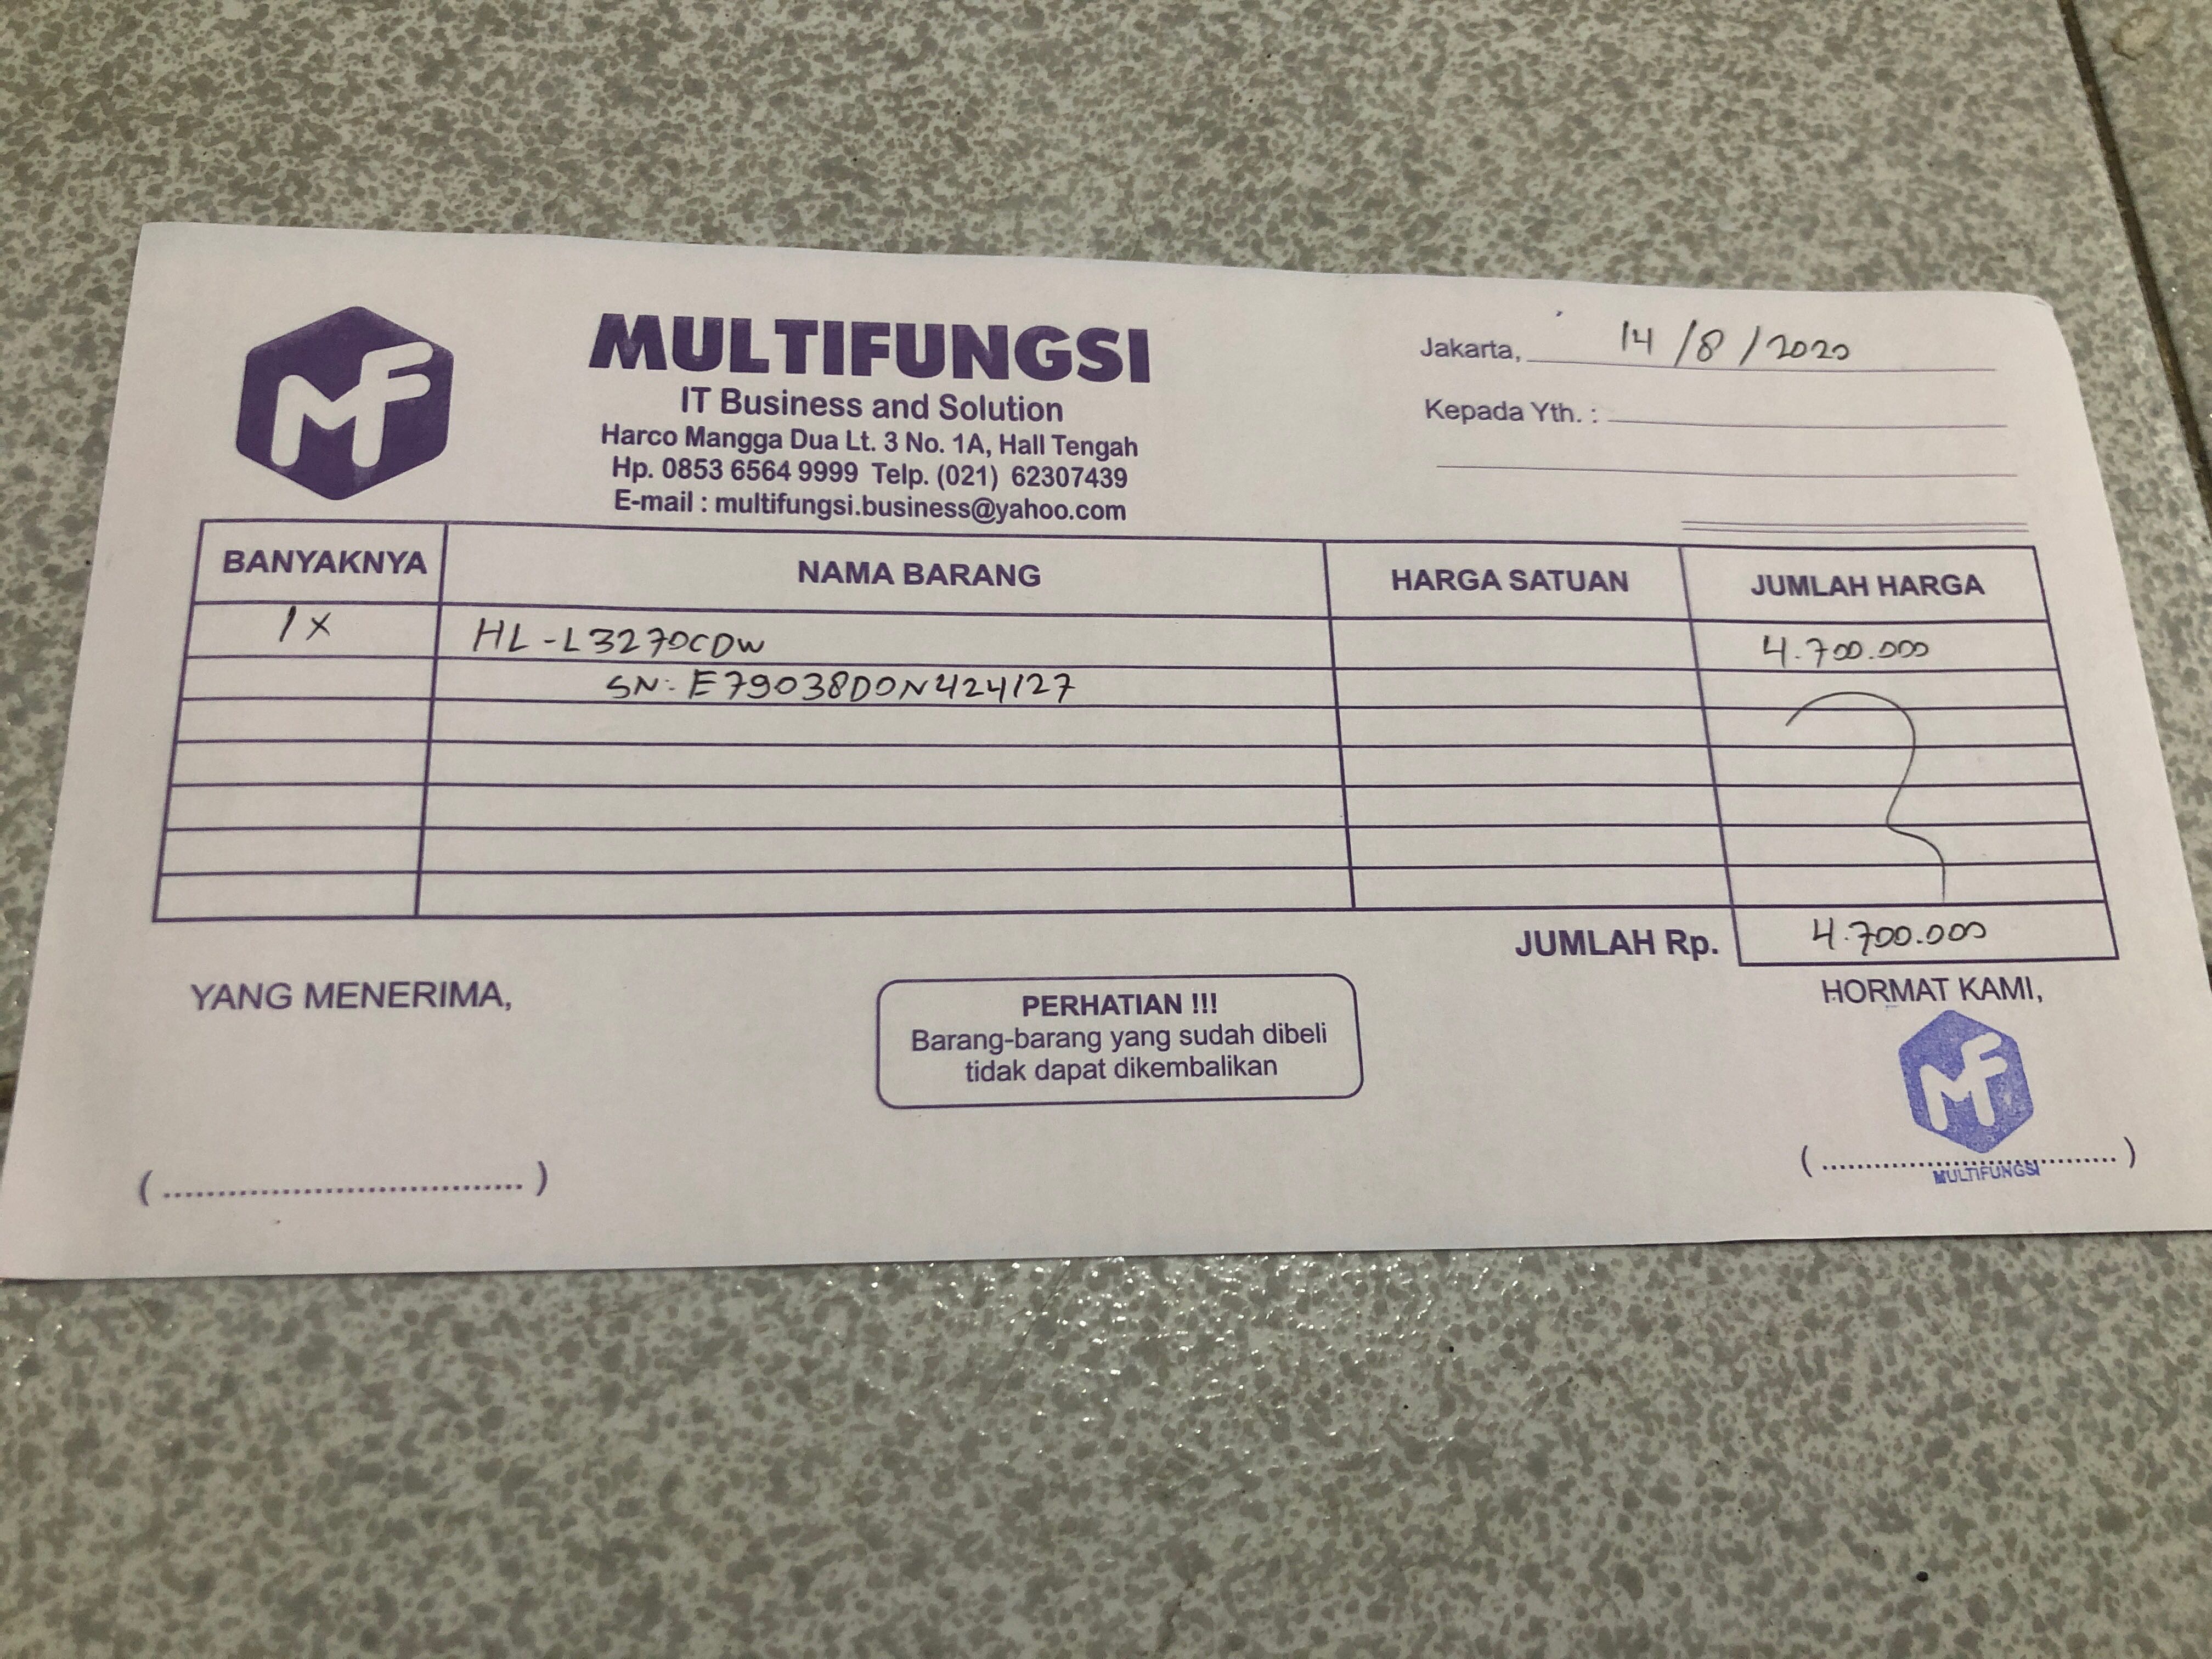 MF
MULTIFUNGSI
IT Business and Solution
Harco Mangga Dua Lt. 3 No. 1A, Hall Tengah
Hp. 0853 6564 9999 Telp. (021) 62307439
E-mail : multifungsi.business@yahoo.com
Jakarta, 14/8/2020
Kepada Yth. :
BANYAKNYA NAMA BARANG HARGA SATUAN JUMLAH HARGA
1x HL-L3270CDW 4.700.000
SN: E79038D0N424127
JUMLAH Rp. 4.700.000
YANG MENERIMA,
PERHATIAN !!!
Barang-barang yang sudah dibeli
tidak dapat dikembalikan
HORMAT KAMI,
MF
(....................................)
(....................................)
MULTIFUNGSI